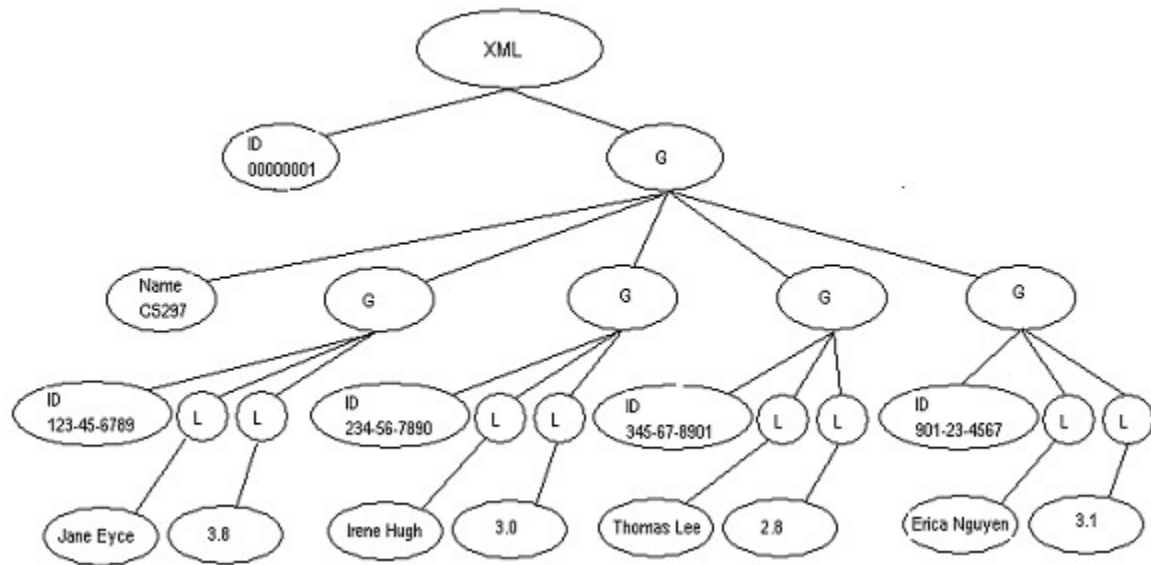 XML
ID
00000001
G
Name
CS297
G
G
G
G
ID
123-45-6789
L
L
ID
234-56-7890
L
L
ID
345-67-8901
L
L
ID
901-23-4567
L
L
Jane Eyce
3.8
Irene Hugh
3.0
Thomas Lee
2.8
Erica Nguyen
3.1